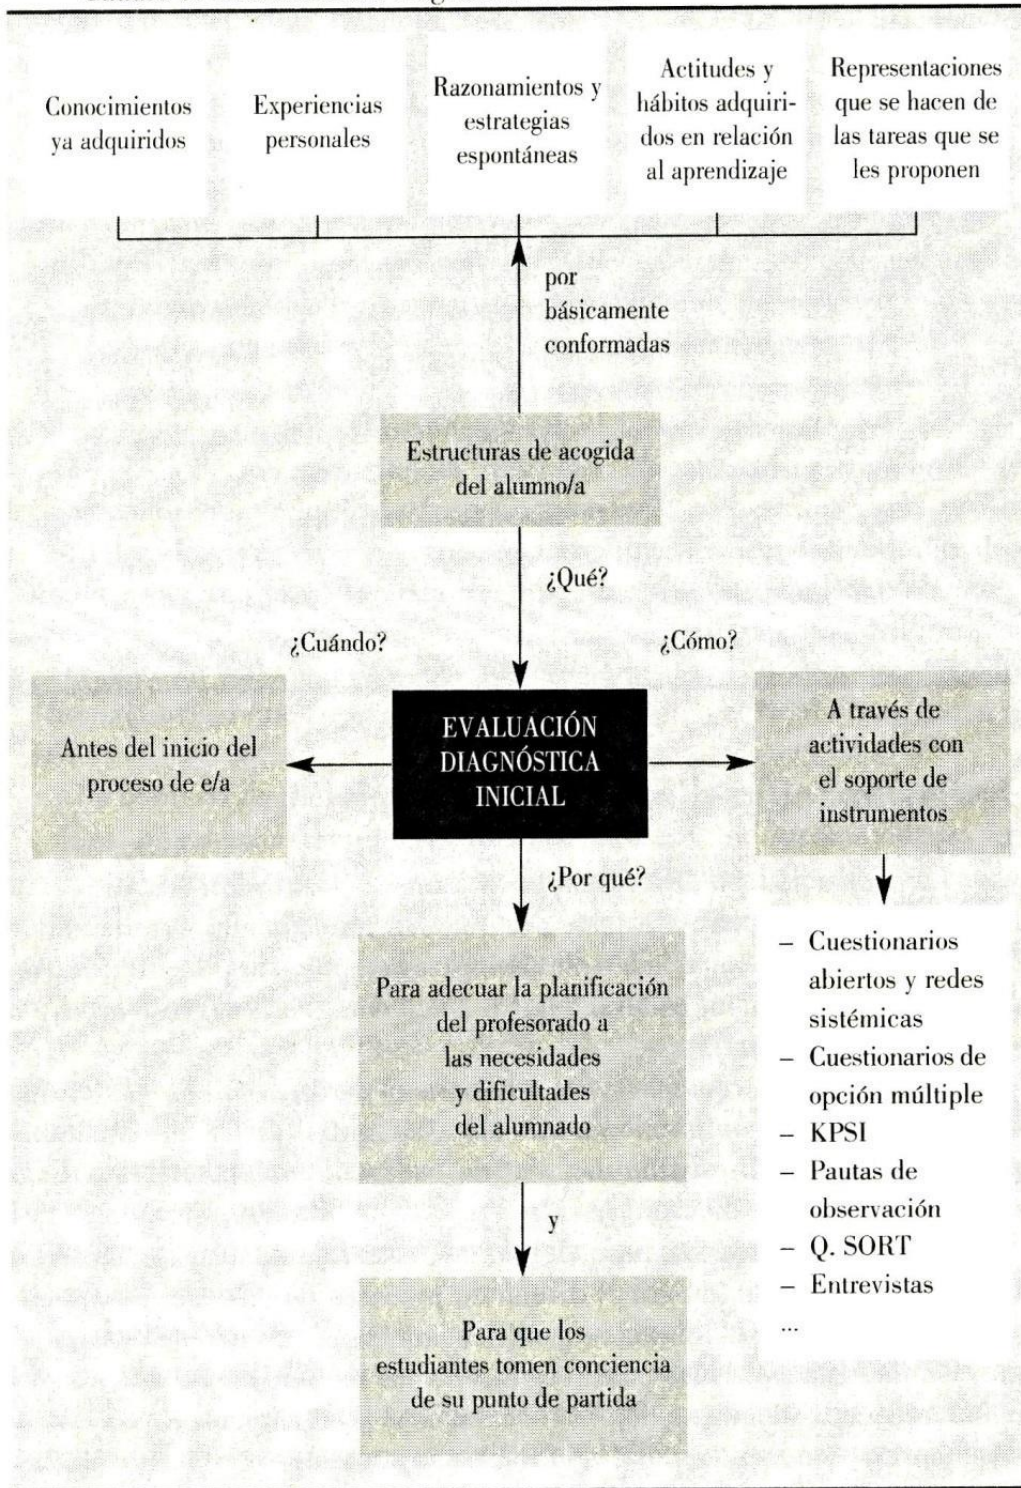 Conocimientos
ya adquiridos
Experiencias
personales
Razonamientos y
estrategias
espontáneas
Actitudes y
hábitos adquiri-
dos en relación
al aprendizaje
Representaciones
que se hacen de
las tareas que se
les proponen
por
básicamente
conformadas
Estructuras de acogida
del alumno/a
¿Qué?
¿Cuándo?
¿Cómo?
Antes del inicio del
proceso de e/a
EVALUACIÓN
DIAGNÓSTICA
INICIAL
A través de
actividades con
el soporte de
instrumentos
¿Por qué?
Para adecuar la planificación
del profesorado a
las necesidades
y dificultades
del alumnado
y
Para que los
estudiantes tomen conciencia
de su punto de partida
– Cuestionarios
abiertos y redes
sistémicas
– Cuestionarios de
opción múltiple
– KPSI
– Pautas de
observación
– Q. SORT
– Entrevistas
...